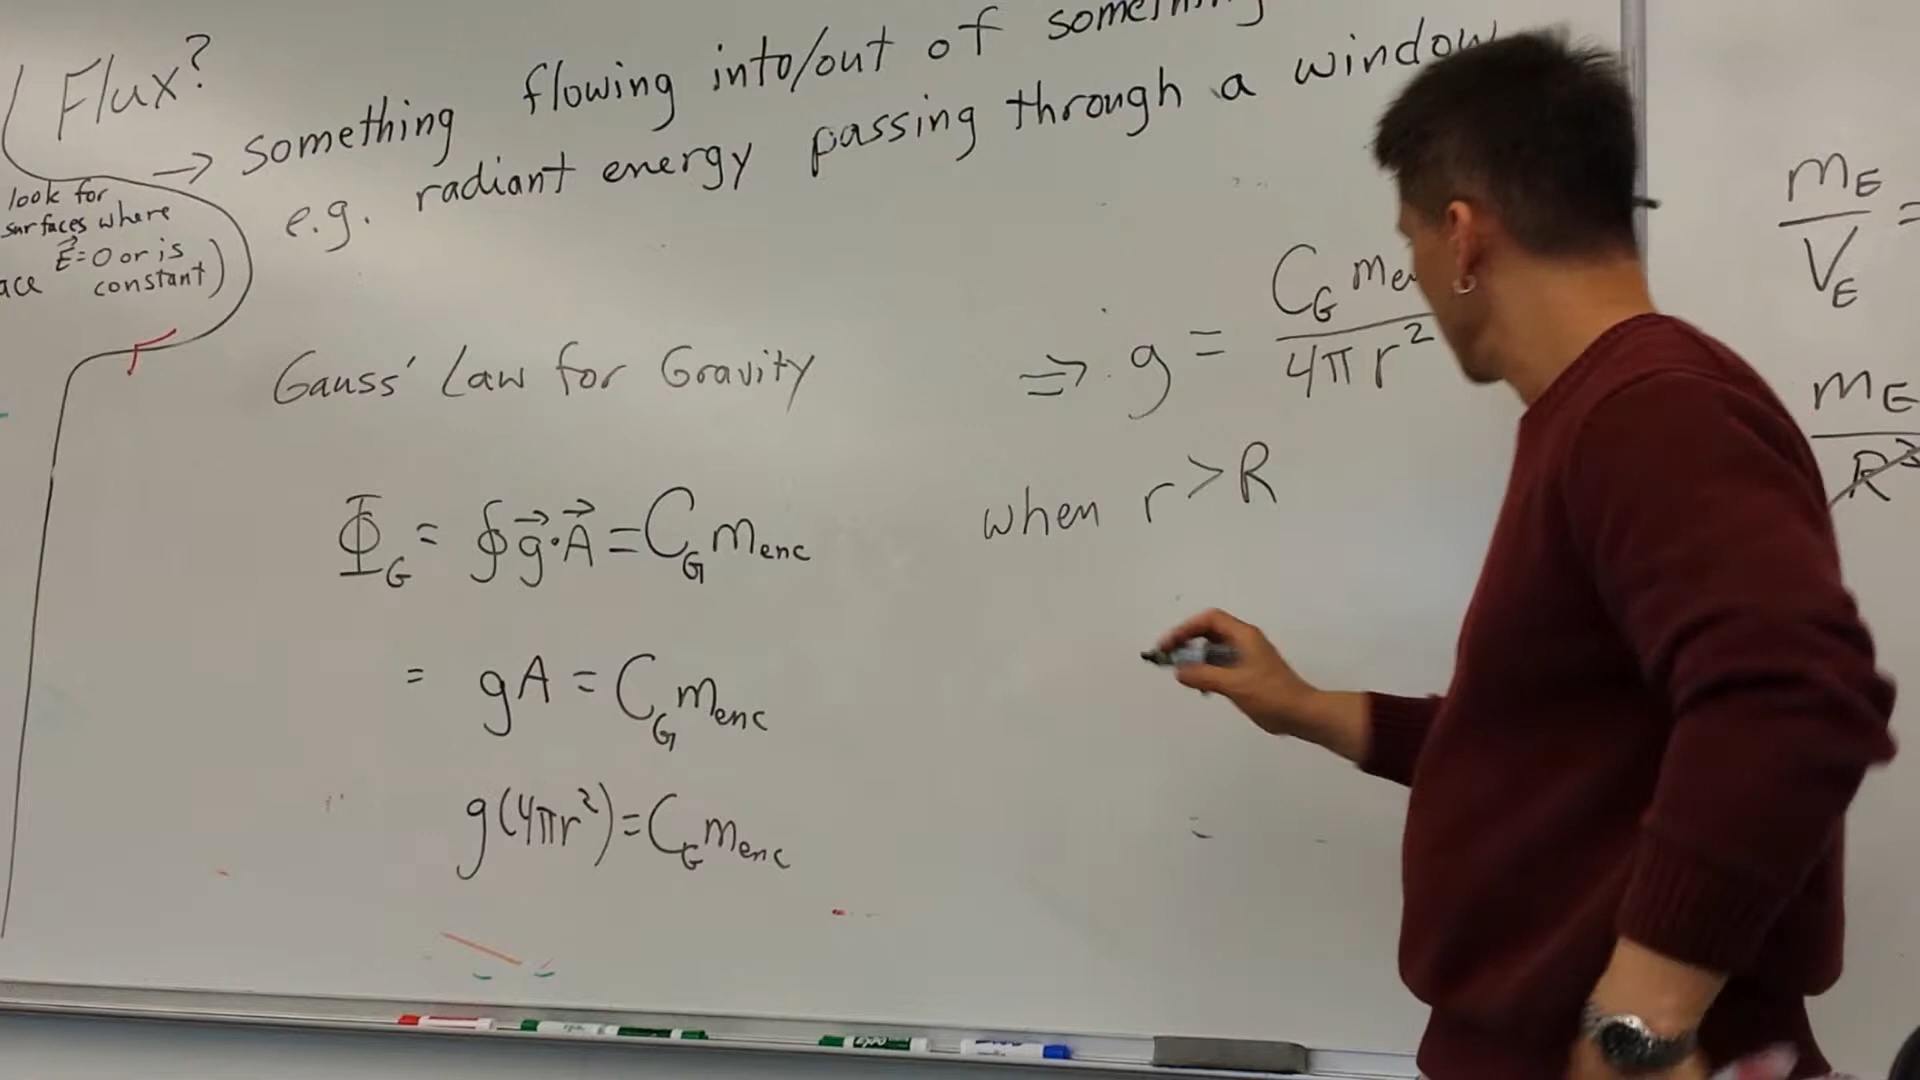 Flux?
→ something flowing into/out of something
e.g. radiant energy passing through a window
look for
surfaces where
E⃗=0 or is
constant)
Gauss' Law for Gravity
Φ_G = ∮g⃗·A⃗ = C_G m_enc
= gA = C_G m_enc
g(4πr²) = C_G m_enc
⇒ g = C_G m / 4πr²
when r > R
m_E / V_E =
m_E / R³